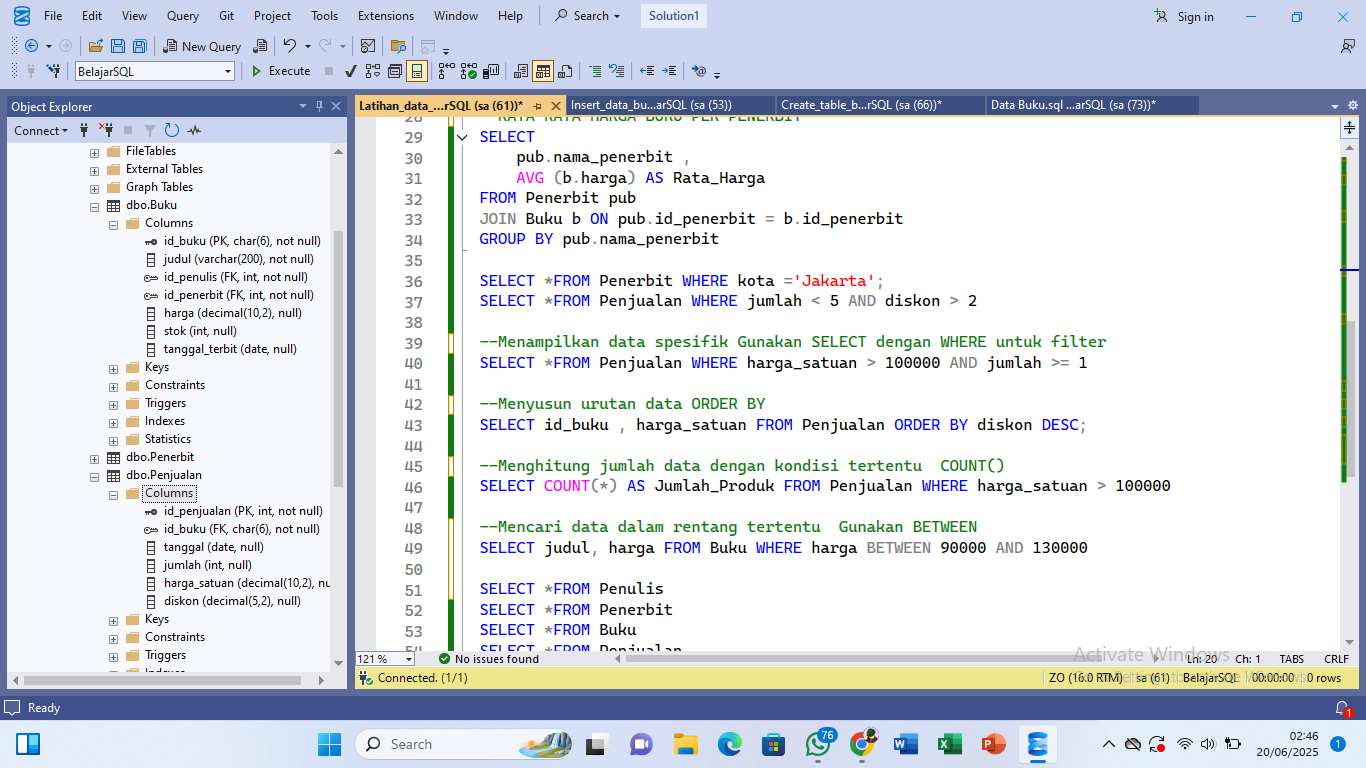 File Edit View Query Git Project Tools Extensions Window Help Search Solution1 Sign in
New Query
BelajarSQL Execute
Object Explorer
Connect
FileTables
External Tables
Graph Tables
dbo.Buku
Columns
id_buku (PK, char(6), not null)
judul (varchar(200), not null)
id_penulis (FK, int, not null)
id_penerbit (FK, int, not null)
harga (decimal(10,2), null)
stok (int, null)
tanggal_terbit (date, null)
Keys
Constraints
Triggers
Indexes
Statistics
dbo.Penerbit
dbo.Penjualan
Columns
id_penjualan (PK, int, not null)
id_buku (FK, char(6), not null)
tanggal (date, null)
jumlah (int, null)
harga_satuan (decimal(10,2), nu
diskon (decimal(5,2), null)
Keys
Constraints
Triggers
Indexes
Latihan_data_...rSQL (sa (61))* Insert_data_bu...arSQL (sa (53)) Create_table_b...rSQL (sa (66))* Data Buku.sql ...arSQL (sa (73))*
28 RATA RATA HARGA BUKU PER PENERBIT
29 SELECT
30 pub.nama_penerbit ,
31 AVG (b.harga) AS Rata_Harga
32 FROM Penerbit pub
33 JOIN Buku b ON pub.id_penerbit = b.id_penerbit
34 GROUP BY pub.nama_penerbit
35
36 SELECT *FROM Penerbit WHERE kota ='Jakarta';
37 SELECT *FROM Penjualan WHERE jumlah < 5 AND diskon > 2
38
39 --Menampilkan data spesifik Gunakan SELECT dengan WHERE untuk filter
40 SELECT *FROM Penjualan WHERE harga_satuan > 100000 AND jumlah >= 1
41
42 --Menyusun urutan data ORDER BY
43 SELECT id_buku , harga_satuan FROM Penjualan ORDER BY diskon DESC;
44
45 --Menghitung jumlah data dengan kondisi tertentu  COUNT()
46 SELECT COUNT(*) AS Jumlah_Produk FROM Penjualan WHERE harga_satuan > 100000
47
48 --Mencari data dalam rentang tertentu  Gunakan BETWEEN
49 SELECT judul, harga FROM Buku WHERE harga BETWEEN 90000 AND 130000
50
51 SELECT *FROM Penulis
52 SELECT *FROM Penerbit
53 SELECT *FROM Buku
54 SELECT *FROM Penjualan
Activate Windows
121 % No issues found Ln: 20 Ch: 1 TABS CRLF
Connected. (1/1) ZO (16.0 RTM) sa (61) BelajarSQL 00:00:00 0 rows
Ready 1
Search 76 02:46
20/06/2025 1